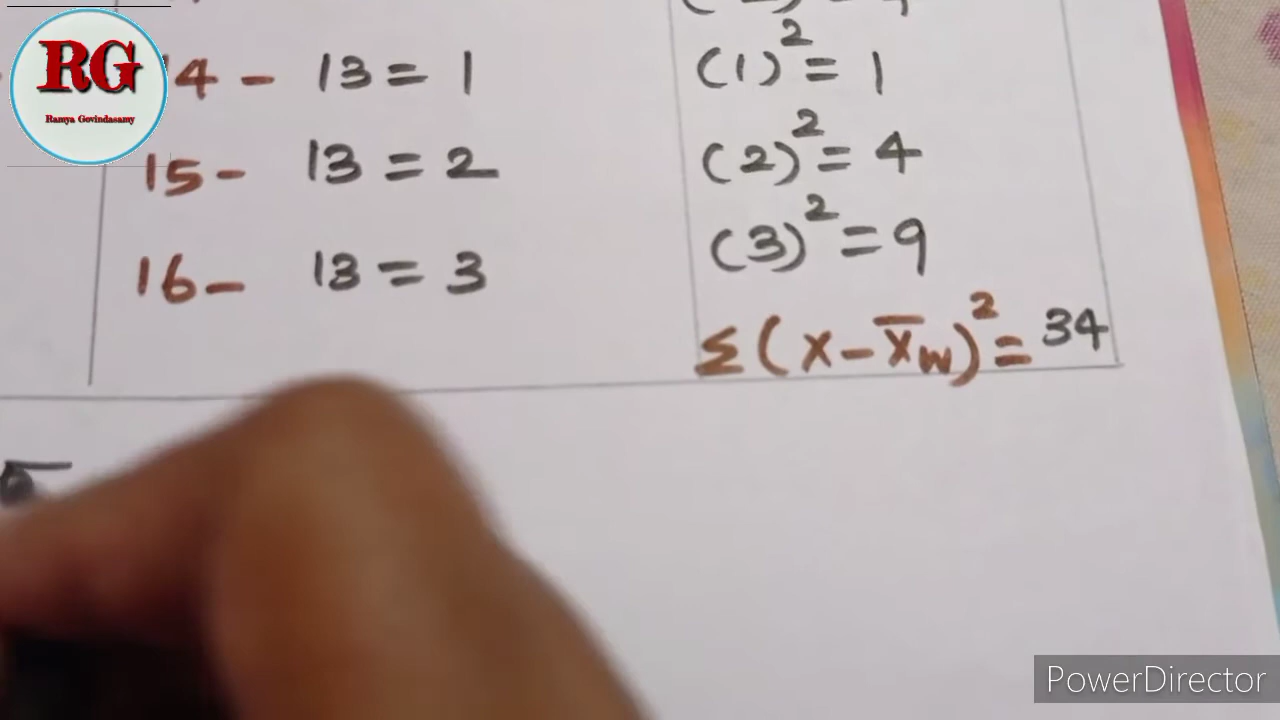 RG
Ramya Govindasamy
14 - 13 = 1
(1)² = 1
15 - 13 = 2
(2)² = 4
16 - 13 = 3
(3)² = 9
Σ(x - x̄w)² = 34
PowerDirector